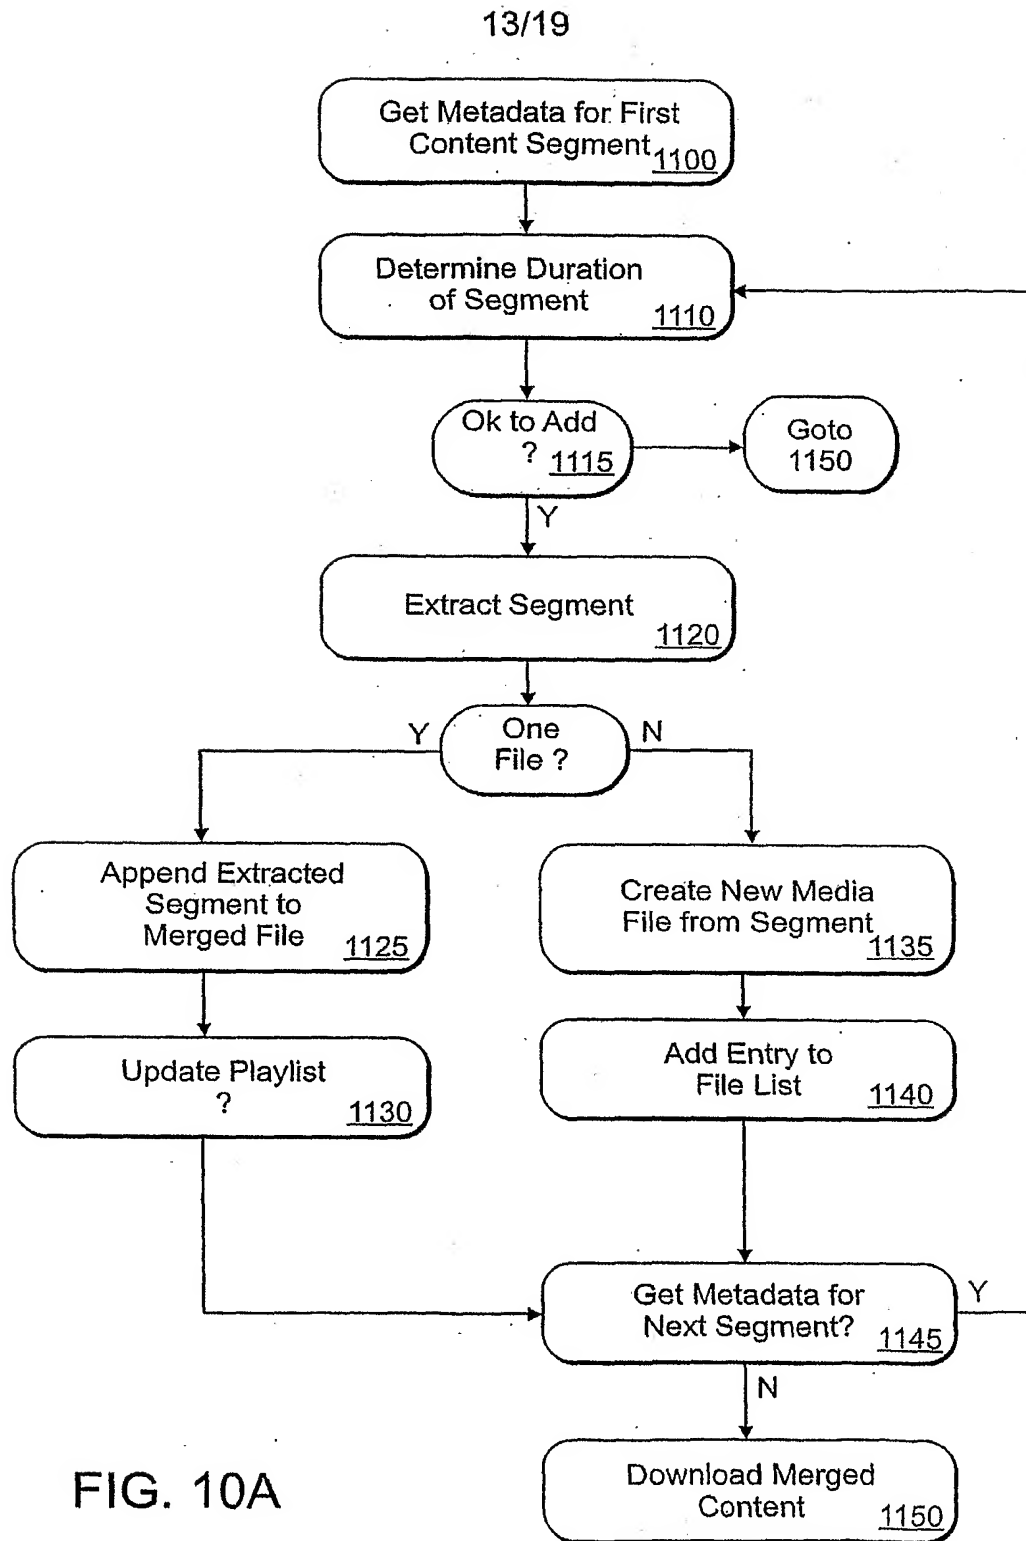 13/19
Get Metadata for First
Content Segment 1100
Determine Duration
of Segment
1110
Ok to Add
? 1115
Goto
1150
Y
Extract Segment
1120
Y
One
File ?
N
Append Extracted
Segment to
Merged File
1125
Create New Media
File from Segment
1135
Update Playlist
?
1130
Add Entry to
File List
1140
Get Metadata for
Next Segment?
1145
Y
N
Download Merged
Content
1150
FIG. 10A